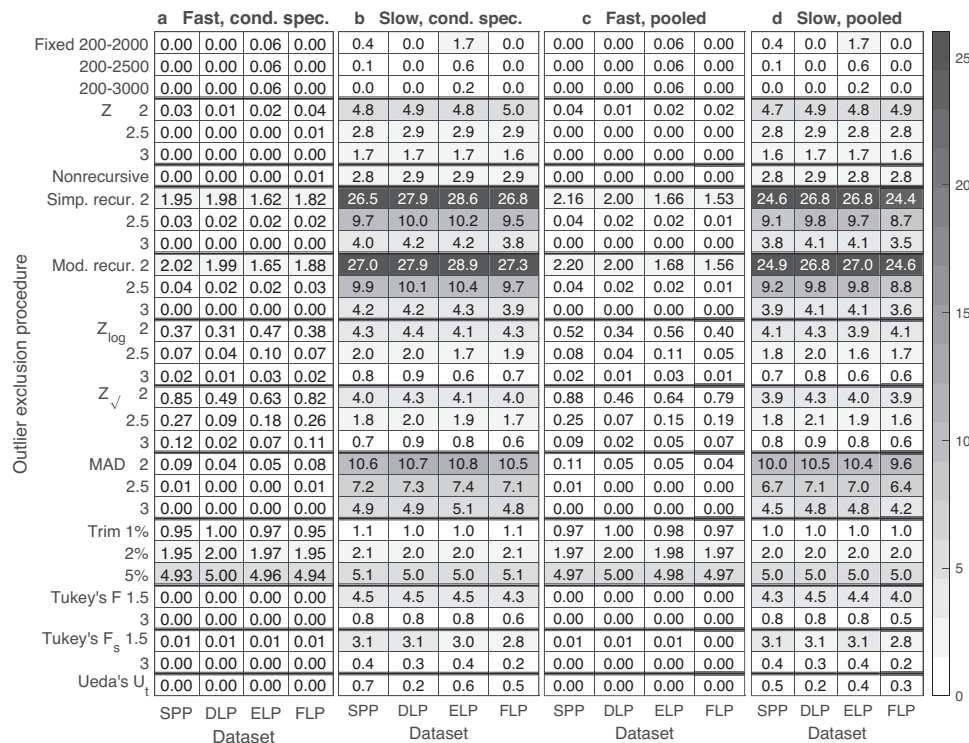 a Fast, cond. spec. b Slow, cond. spec. c Fast, pooled d Slow, pooled
Fixed 200-2000 0.00 0.00 0.06 0.00 0.4 0.0 1.7 0.0 0.00 0.00 0.06 0.00 0.4 0.0 1.7 0.0
200-2500 0.00 0.00 0.06 0.00 0.1 0.0 0.6 0.0 0.00 0.00 0.06 0.00 0.1 0.0 0.6 0.0
200-3000 0.00 0.00 0.06 0.00 0.0 0.0 0.2 0.0 0.00 0.00 0.06 0.00 0.0 0.0 0.2 0.0
Z 2 0.03 0.01 0.02 0.04 4.8 4.9 4.8 5.0 0.04 0.01 0.02 0.02 4.7 4.9 4.8 4.9
2.5 0.00 0.00 0.00 0.01 2.8 2.9 2.9 2.9 0.00 0.00 0.00 0.00 2.8 2.9 2.8 2.8
3 0.00 0.00 0.00 0.00 1.7 1.7 1.7 1.6 0.00 0.00 0.00 0.00 1.6 1.7 1.7 1.6
Nonrecursive 0.00 0.00 0.00 0.01 2.8 2.9 2.9 2.9 0.00 0.00 0.00 0.00 2.8 2.9 2.8 2.8
Simp. recur. 2 1.95 1.98 1.62 1.82 26.5 27.9 28.6 26.8 2.16 2.00 1.66 1.53 24.6 26.8 26.8 24.4
2.5 0.03 0.02 0.02 0.02 9.7 10.0 10.2 9.5 0.04 0.02 0.02 0.01 9.1 9.8 9.7 8.7
3 0.00 0.00 0.00 0.00 4.0 4.2 4.2 3.8 0.00 0.00 0.00 0.00 3.8 4.1 4.1 3.5
Mod. recur. 2 2.02 1.99 1.65 1.88 27.0 27.9 28.9 27.3 2.20 2.00 1.68 1.56 24.9 26.8 27.0 24.6
2.5 0.04 0.02 0.02 0.03 9.9 10.1 10.4 9.7 0.04 0.02 0.02 0.01 9.2 9.8 9.8 8.8
3 0.00 0.00 0.00 0.00 4.2 4.2 4.3 3.9 0.00 0.00 0.00 0.00 3.9 4.1 4.1 3.6
Zlog 2 0.37 0.31 0.47 0.38 4.3 4.4 4.1 4.3 0.52 0.34 0.56 0.40 4.1 4.3 3.9 4.1
2.5 0.07 0.04 0.10 0.07 2.0 2.0 1.7 1.9 0.08 0.04 0.11 0.05 1.8 2.0 1.6 1.7
3 0.02 0.01 0.03 0.02 0.8 0.9 0.6 0.7 0.02 0.01 0.03 0.01 0.7 0.8 0.6 0.6
Z√ 2 0.85 0.49 0.63 0.82 4.0 4.3 4.1 4.0 0.88 0.46 0.64 0.79 3.9 4.3 4.0 3.9
2.5 0.27 0.09 0.18 0.26 1.8 2.0 1.9 1.7 0.25 0.07 0.15 0.19 1.8 2.1 1.9 1.6
3 0.12 0.02 0.07 0.11 0.7 0.9 0.8 0.6 0.09 0.02 0.05 0.07 0.8 0.9 0.8 0.6
MAD 2 0.09 0.04 0.05 0.08 10.6 10.7 10.8 10.5 0.11 0.05 0.05 0.04 10.0 10.5 10.4 9.6
2.5 0.01 0.00 0.00 0.01 7.2 7.3 7.4 7.1 0.01 0.00 0.00 0.00 6.7 7.1 7.0 6.4
3 0.00 0.00 0.00 0.00 4.9 4.9 5.1 4.8 0.00 0.00 0.00 0.00 4.5 4.8 4.8 4.2
Trim 1% 0.95 1.00 0.97 0.95 1.1 1.0 1.0 1.1 0.97 1.00 0.98 0.97 1.0 1.0 1.0 1.0
2% 1.95 2.00 1.97 1.95 2.1 2.0 2.0 2.1 1.97 2.00 1.98 1.97 2.0 2.0 2.0 2.0
5% 4.93 5.00 4.96 4.94 5.1 5.0 5.0 5.1 4.97 5.00 4.98 4.97 5.0 5.0 5.0 5.0
Tukey's F 1.5 0.00 0.00 0.00 0.00 4.5 4.5 4.5 4.3 0.00 0.00 0.00 0.00 4.3 4.5 4.4 4.0
3 0.00 0.00 0.00 0.00 0.8 0.8 0.8 0.6 0.00 0.00 0.00 0.00 0.8 0.8 0.8 0.5
Tukey's Fs 1.5 0.01 0.01 0.01 0.01 3.1 3.1 3.0 2.8 0.01 0.01 0.01 0.00 3.1 3.1 3.1 2.8
3 0.00 0.00 0.00 0.00 0.4 0.3 0.4 0.2 0.00 0.00 0.00 0.00 0.4 0.3 0.4 0.2
Ueda's Ut 0.00 0.00 0.00 0.00 0.7 0.2 0.6 0.5 0.00 0.00 0.00 0.00 0.5 0.2 0.4 0.3
SPP DLP ELP FLP SPP DLP ELP FLP SPP DLP ELP FLP SPP DLP ELP FLP
Dataset Dataset Dataset Dataset
Outlier exclusion procedure
25
20
15
10
5
0